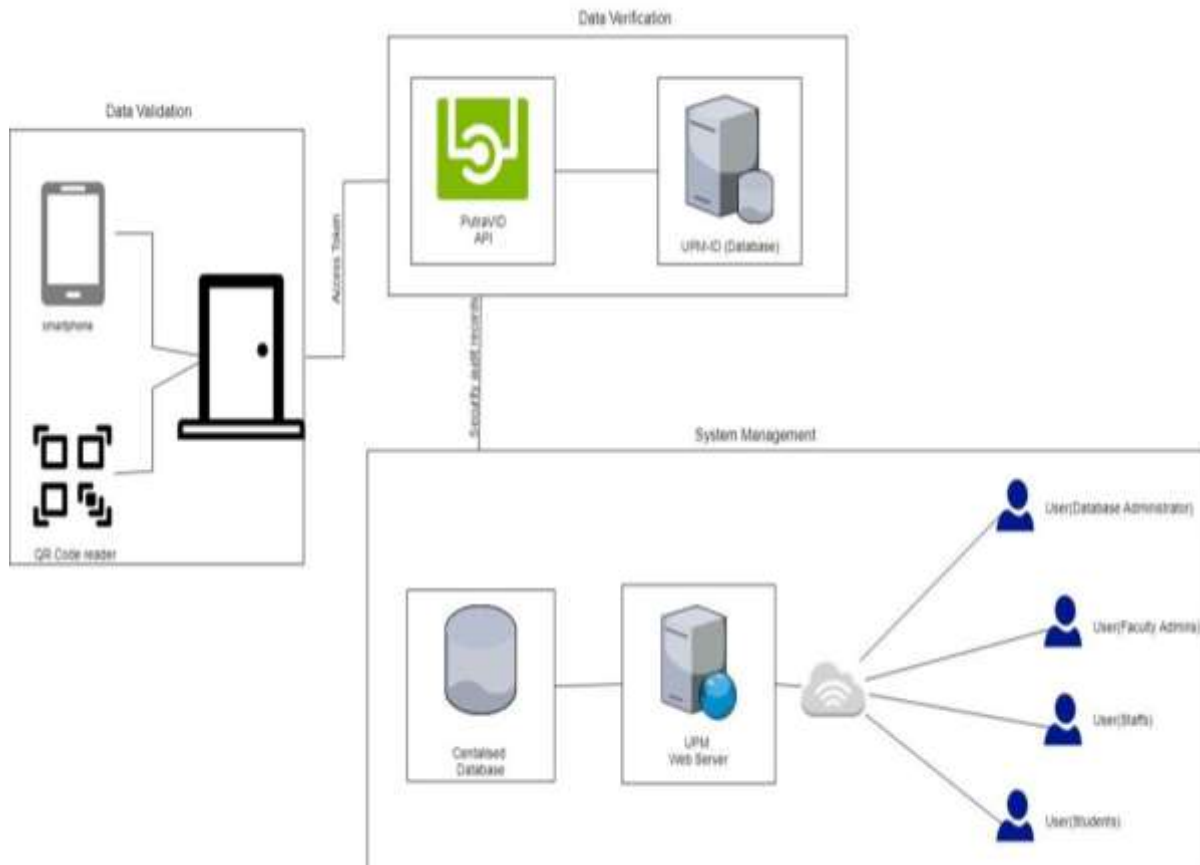 Data Verification
Data Validation
PutraVID
API
UPM-ID (Database)
smartphone
Access Token
QR Code reader
Security audit records
System Management
User(Database Administrator)
User(Faculty Admins)
User(Staffs)
User(Students)
Centalised
Database
UPM
Web Server